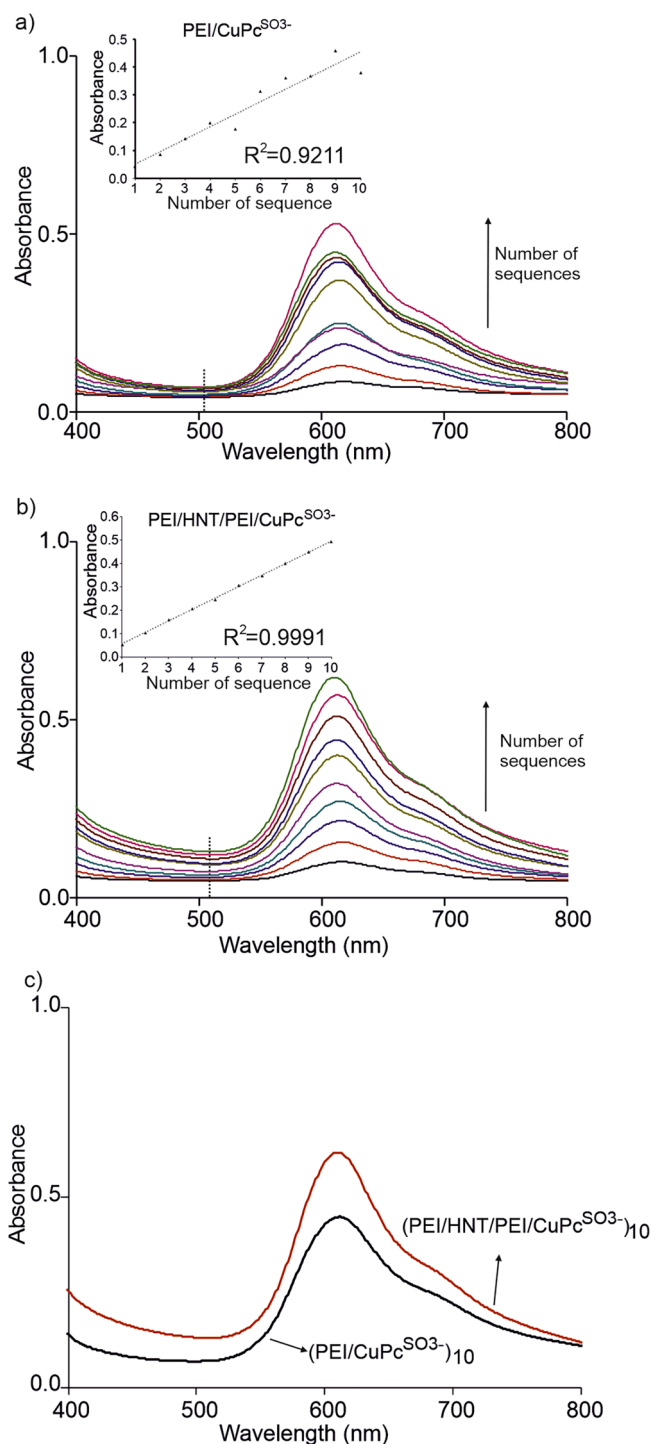 a)
PEI/CuPcSO3-
Absorbance
0.5
0.4
0.3
0.2
0.1
0.0
R2=0.9211
1 2 3 4 5 6 7 8 9 10
Number of sequence
Absorbance
1.0
0.5
0.0
Number of
sequences
400 500 600 700 800
Wavelength (nm)
b)
PEI/HNT/PEI/CuPcSO3-
Absorbance
0.6
0.5
0.4
0.3
0.2
0.1
0.0
R2=0.9991
1 2 3 4 5 6 7 8 9 10
Number of sequence
Absorbance
1.0
0.5
0.0
Number of
sequences
400 500 600 700 800
Wavelength (nm)
c)
Absorbance
1.0
0.5
0.0
(PEI/HNT/PEI/CuPcSO3-)10
(PEI/CuPcSO3-)10
400 500 600 700 800
Wavelength (nm)